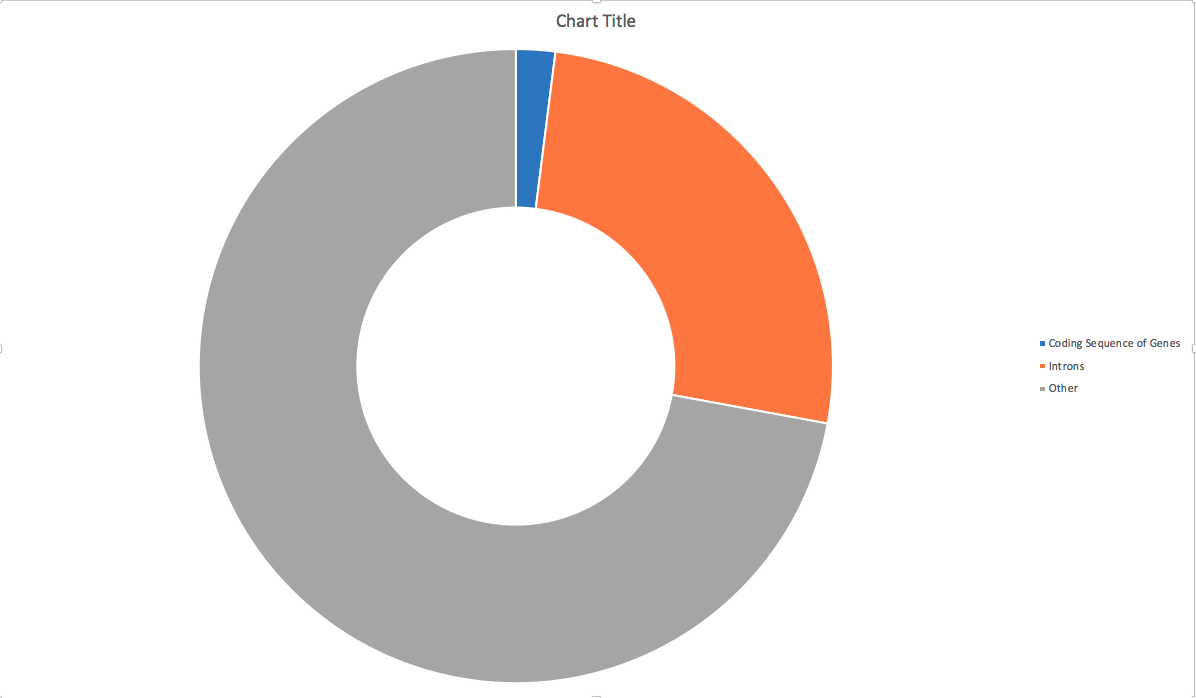 Chart Title
Coding Sequence of Genes
Introns
Other